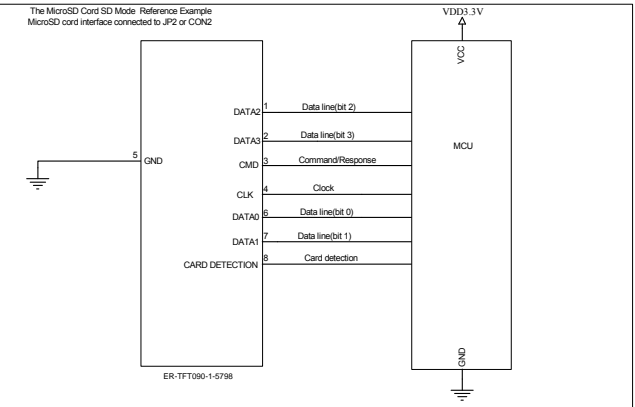 The MicroSD Cord SD Mode Reference Example
MicroSD cord interface connected to JP2 or CON2
VDD3.3V
VCC
DATA2 1 Data line(bit 2)
DATA3 2 Data line(bit 3)
MCU
5 GND
CMD 3 Command/Response
CLK 4 Clock
DATA0 6 Data line(bit 0)
DATA1 7 Data line(bit 1)
CARD DETECTION 8 Card detection
GND
ER-TFT090-1-5798